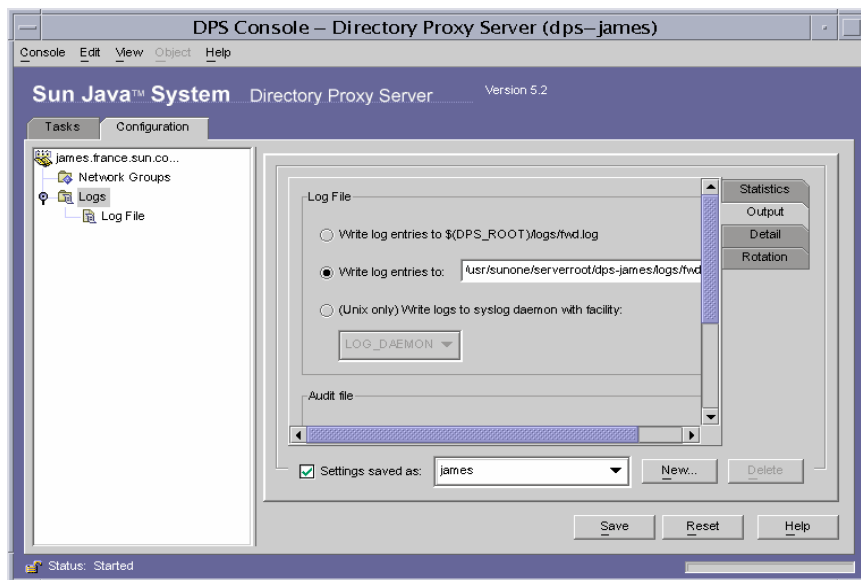 DPS Console – Directory Proxy Server (dps–james)
Console Edit View Object Help
Sun Java™ System Directory Proxy Server Version 5.2
Tasks Configuration
james.france.sun.co...
Network Groups
Logs
Log File
Log File
Write log entries to $(DPS_ROOT)/logs/fwd.log
Write log entries to: /usr/sunone/serverroot/dps-james/logs/fwd
(Unix only) Write logs to syslog daemon with facility:
LOG_DAEMON
Audit file
Statistics
Output
Detail
Rotation
Settings saved as: james New... Delete
Save Reset Help
Status: Started